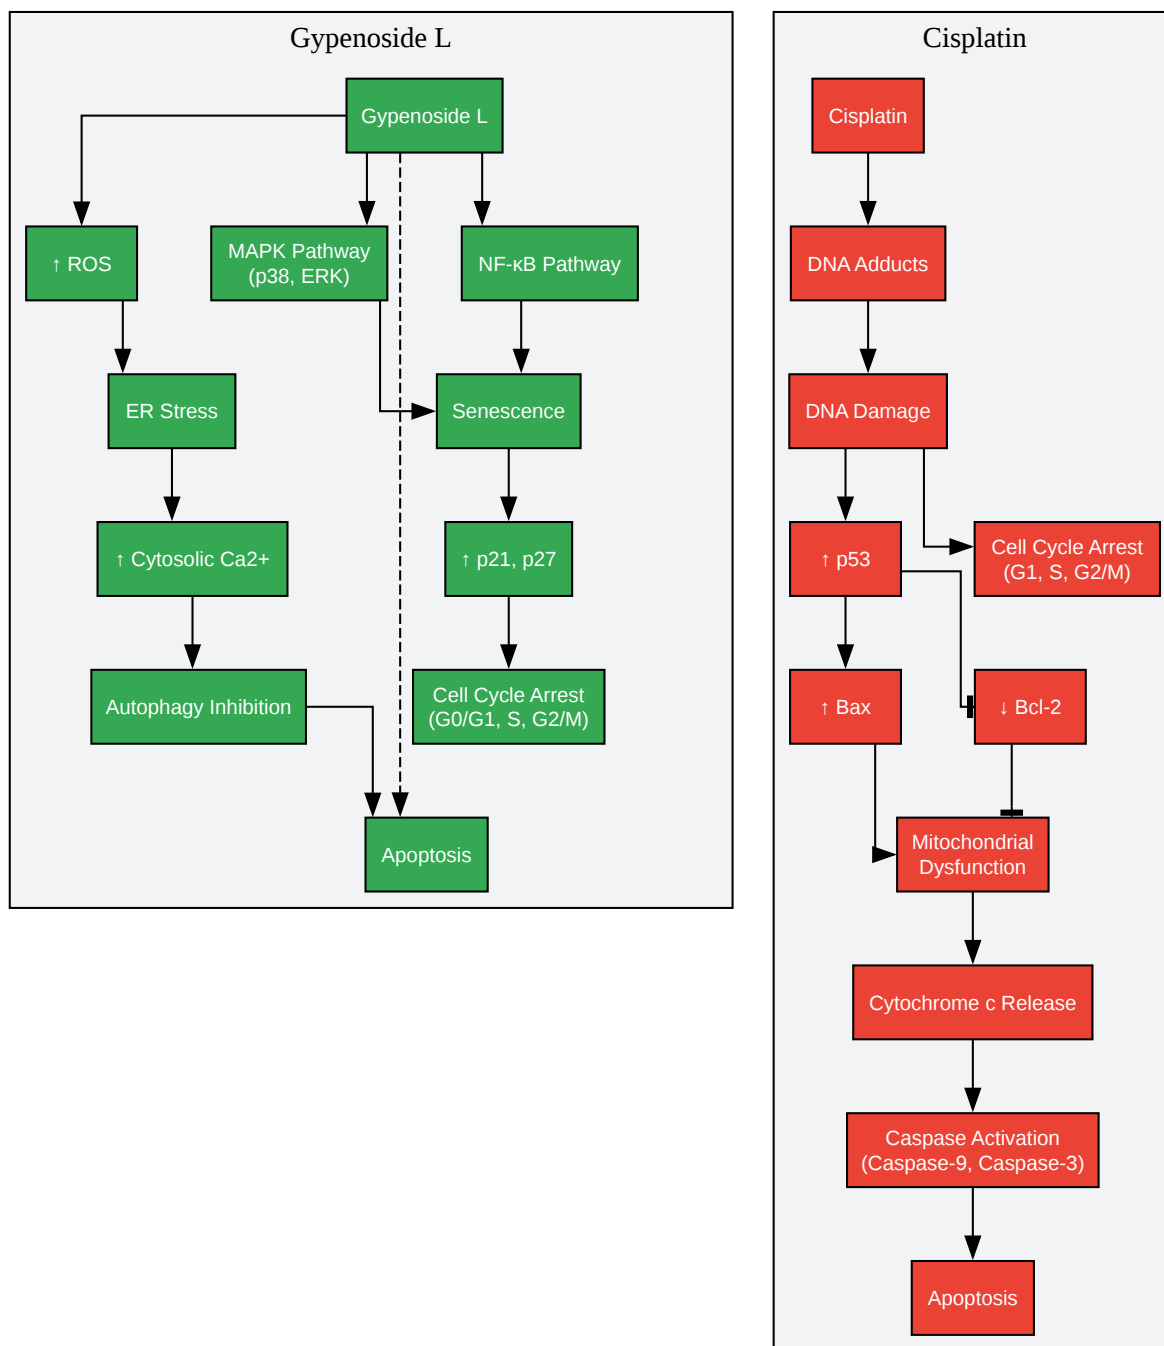 Gypenoside L
Gypenoside L
↑ ROS
MAPK Pathway
(p38, ERK)
NF-κB Pathway
ER Stress
Senescence
↑ Cytosolic Ca2+
↑ p21, p27
Autophagy Inhibition
Cell Cycle Arrest
(G0/G1, S, G2/M)
Apoptosis
Cisplatin
Cisplatin
DNA Adducts
DNA Damage
↑ p53
Cell Cycle Arrest
(G1, S, G2/M)
↑ Bax
↓ Bcl-2
Mitochondrial
Dysfunction
Cytochrome c Release
Caspase Activation
(Caspase-9, Caspase-3)
Apoptosis